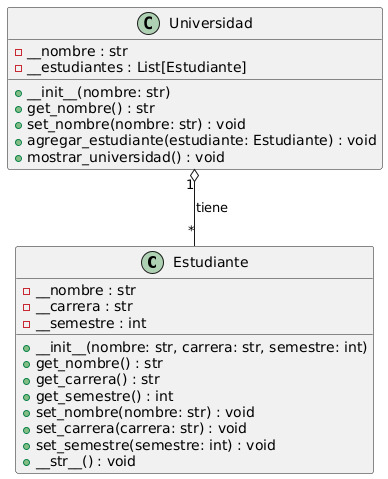 C Universidad
__nombre : str
__estudiantes : List[Estudiante]
__init__(nombre: str)
get_nombre() : str
set_nombre(nombre: str) : void
agregar_estudiante(estudiante: Estudiante) : void
mostrar_universidad() : void
1
tiene
*
C Estudiante
__nombre : str
__carrera : str
__semestre : int
__init__(nombre: str, carrera: str, semestre: int)
get_nombre() : str
get_carrera() : str
get_semestre() : int
set_nombre(nombre: str) : void
set_carrera(carrera: str) : void
set_semestre(semestre: int) : void
__str__() : void